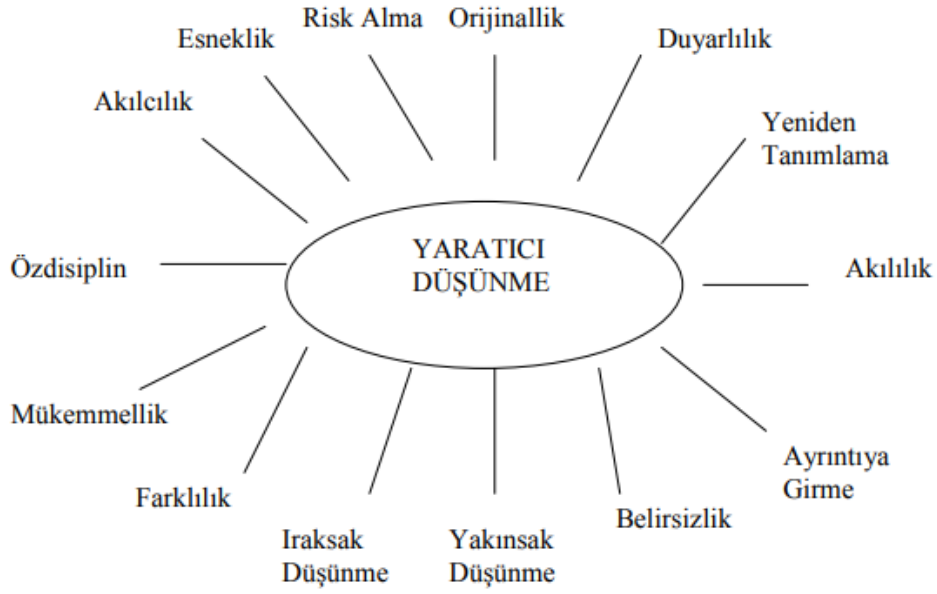 Risk Alma
Orijinallik
Esneklik
Duyarlılık
Akılcılık
Yeniden
Tanımlama
YARATICI
DÜŞÜNME
Özdisiplin
Akılılık
Mükemmellik
Ayrıntıya
Girme
Farklılık
Belirsizlik
Iraksak
Düşünme
Yakınsak
Düşünme